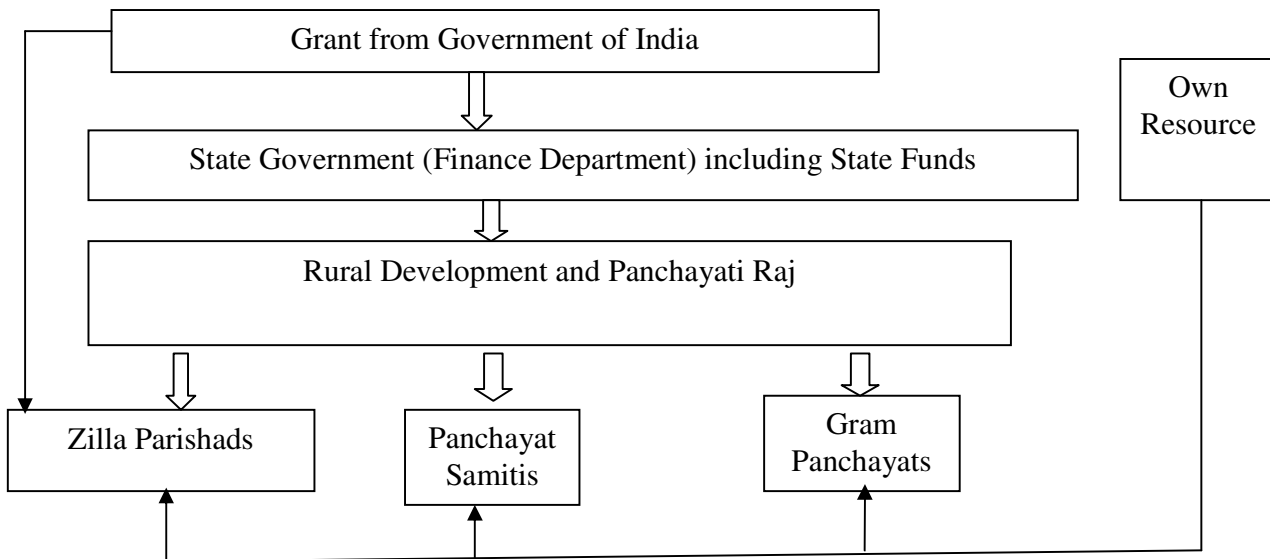 Grant from Government of India
Own
Resource
State Government (Finance Department) including State Funds
Rural Development and Panchayati Raj
Zilla Parishads
Panchayat
Samitis
Gram
Panchayats